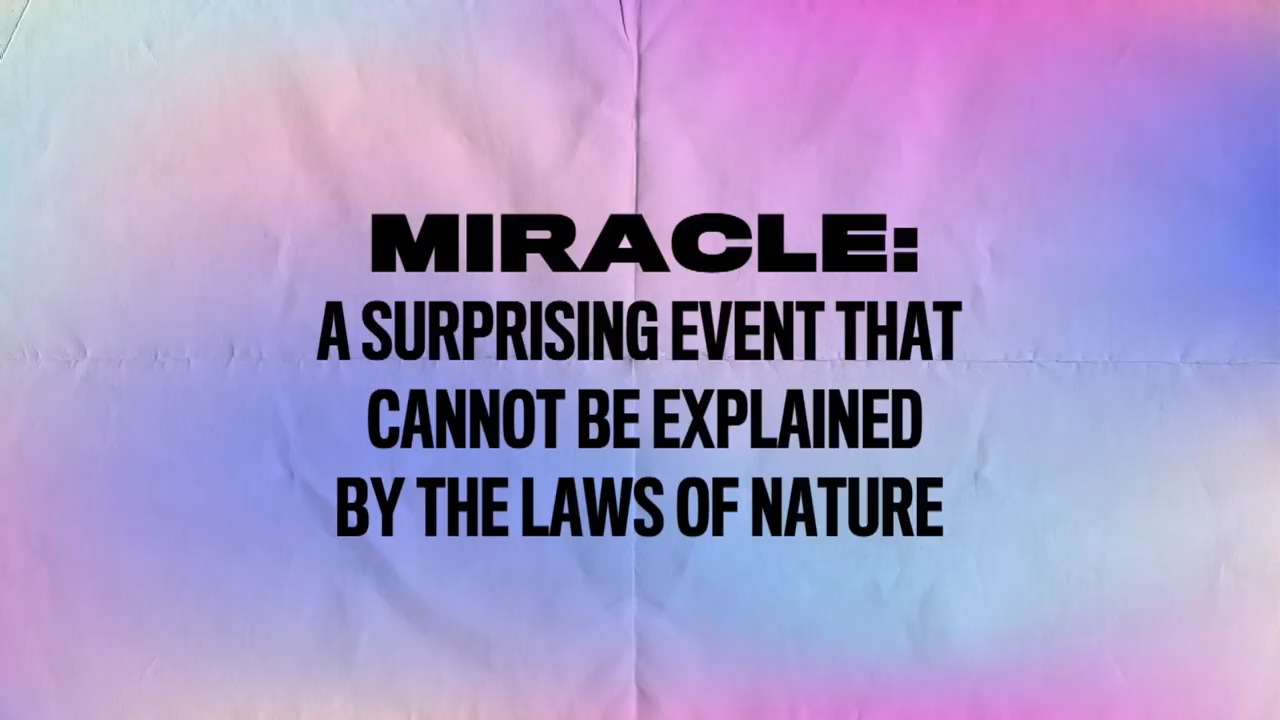 MIRACLE:
A SURPRISING EVENT THAT
CANNOT BE EXPLAINED
BY THE LAWS OF NATURE